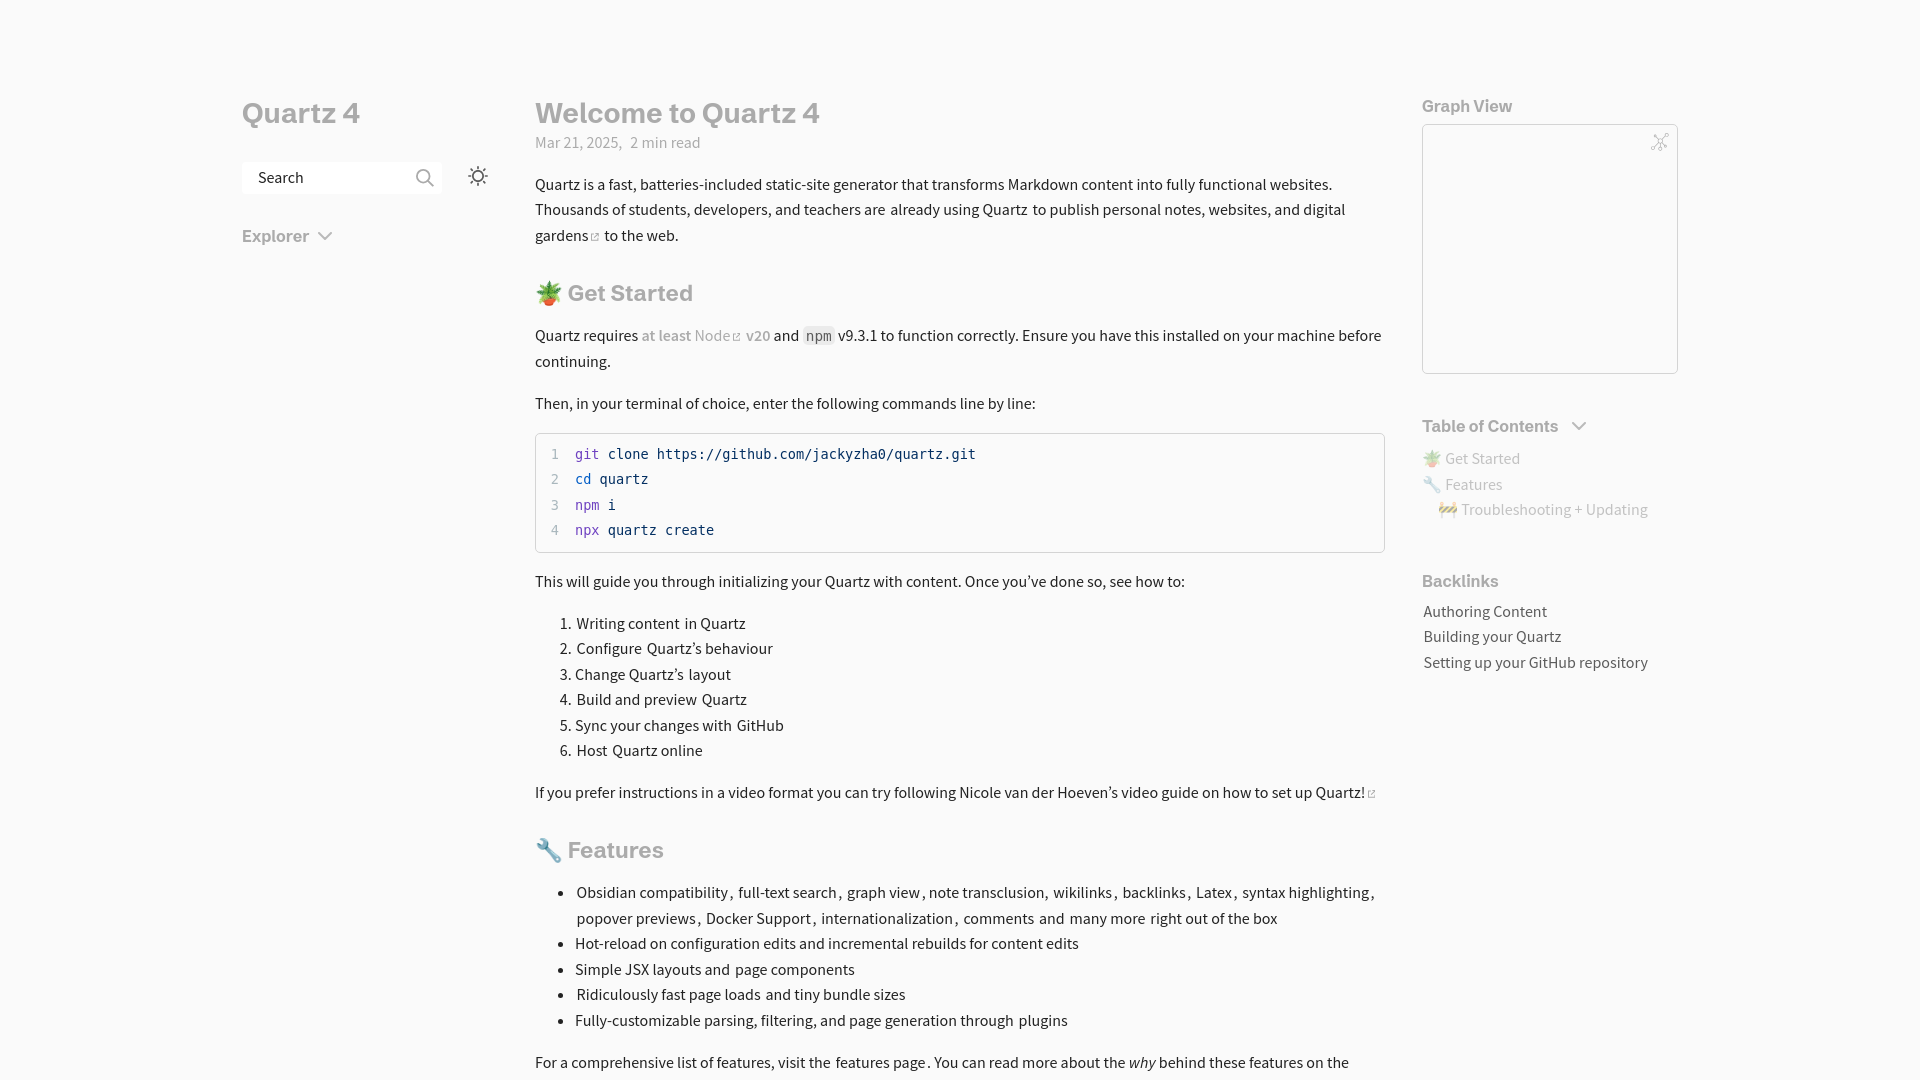 Quartz 4
Search
Explorer
Welcome to Quartz 4
Mar 21, 2025, 2 min read
Quartz is a fast, batteries-included static-site generator that transforms Markdown content into fully functional websites.
Thousands of students, developers, and teachers are already using Quartz to publish personal notes, websites, and digital
gardens to the web.
🪴 Get Started
Quartz requires at least Node v20 and npm v9.3.1 to function correctly. Ensure you have this installed on your machine before
continuing.
Then, in your terminal of choice, enter the following commands line by line:
1 git clone https://github.com/jackyzha0/quartz.git
2 cd quartz
3 npm i
4 npx quartz create
This will guide you through initializing your Quartz with content. Once you’ve done so, see how to:
1. Writing content in Quartz
2. Configure Quartz’s behaviour
3. Change Quartz’s layout
4. Build and preview Quartz
5. Sync your changes with GitHub
6. Host Quartz online
If you prefer instructions in a video format you can try following Nicole van der Hoeven’s video guide on how to set up Quartz!
🔧 Features
• Obsidian compatibility, full-text search, graph view, note transclusion, wikilinks, backlinks, Latex, syntax highlighting,
popover previews, Docker Support, internationalization, comments and many more right out of the box
• Hot-reload on configuration edits and incremental rebuilds for content edits
• Simple JSX layouts and page components
• Ridiculously fast page loads and tiny bundle sizes
• Fully-customizable parsing, filtering, and page generation through plugins
For a comprehensive list of features, visit the features page. You can read more about the why behind these features on the
Graph View
Table of Contents
🪴 Get Started
🔧 Features
🚧 Troubleshooting + Updating
Backlinks
Authoring Content
Building your Quartz
Setting up your GitHub repository